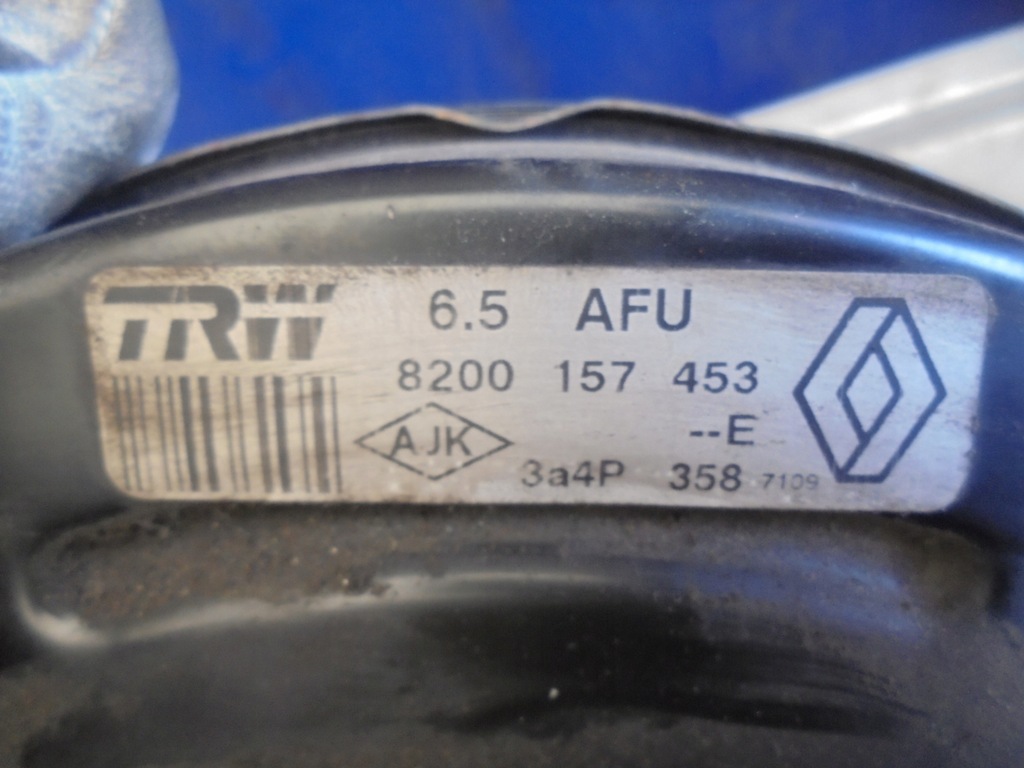 TRW
6.5 AFU
8200 157 453
--E
AJK
3a4P 358 7109